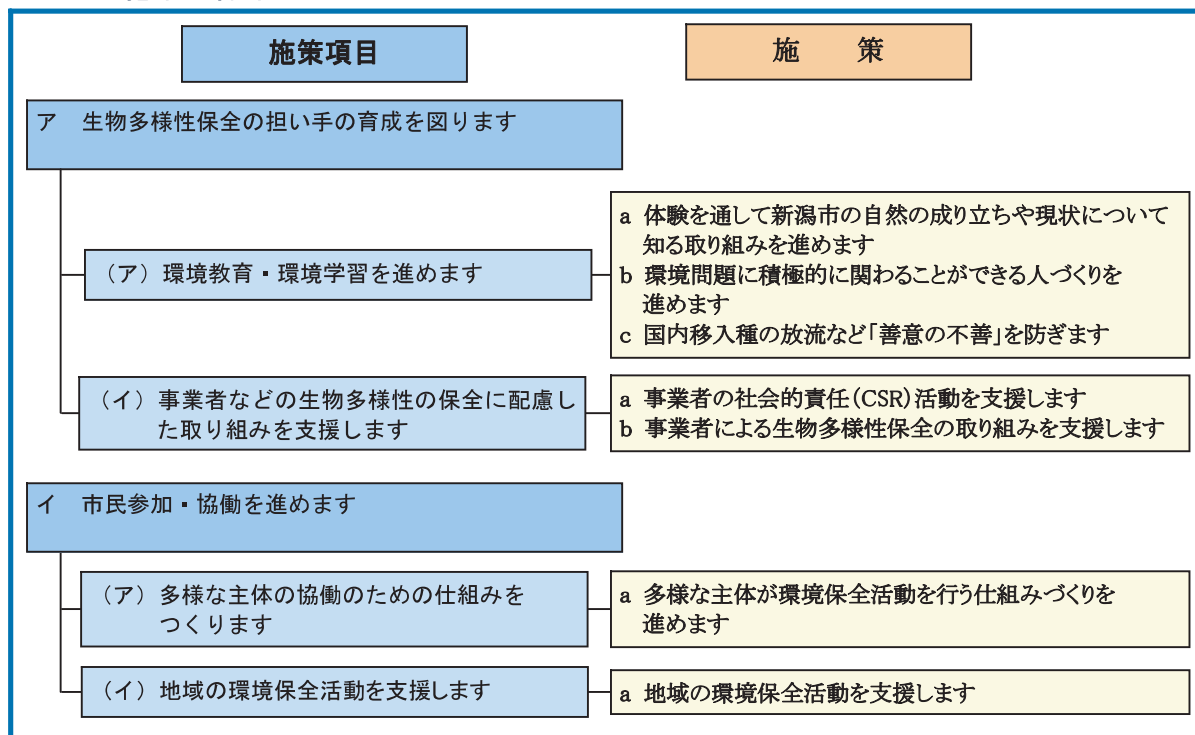 施策項目
施　策
ア 生物多様性保全の担い手の育成を図ります
（ア）環境教育・環境学習を進めます
a 体験を通して新潟市の自然の成り立ちや現状について
知る取り組みを進めます
b 環境問題に積極的に関わることができる人づくりを
進めます
c 国内移入種の放流など「善意の不善」を防ぎます
（イ）事業者などの生物多様性の保全に配慮し
た取り組みを支援します
a 事業者の社会的責任(CSR)活動を支援します
b 事業者による生物多様性保全の取り組みを支援します
イ 市民参加・協働を進めます
（ア）多様な主体の協働のための仕組みを
つくります
a 多様な主体が環境保全活動を行う仕組みづくりを
進めます
（イ）地域の環境保全活動を支援します
a 地域の環境保全活動を支援します